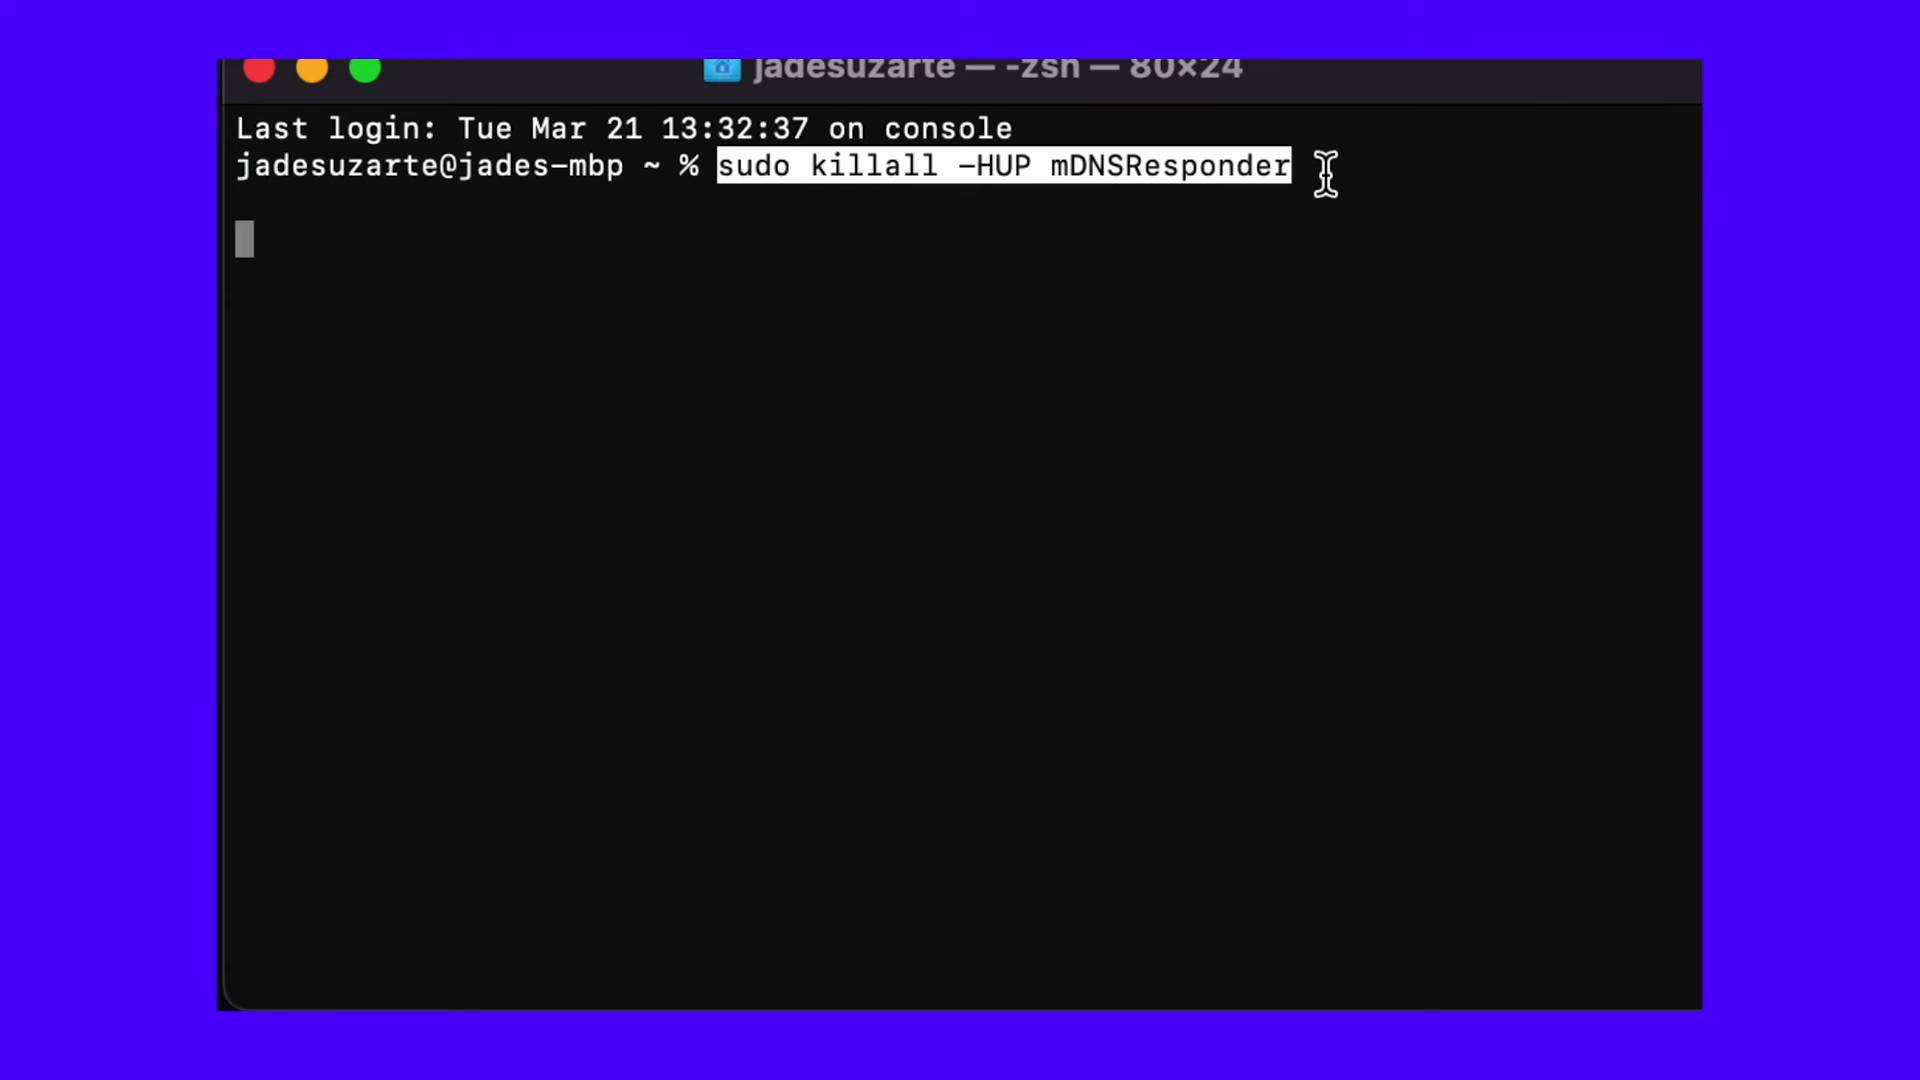 jadesuzarte — -zsh — 80×24
Last login: Tue Mar 21 13:32:37 on console
jadesuzarte@jades-mbp ~ % sudo killall -HUP mDNSResponder